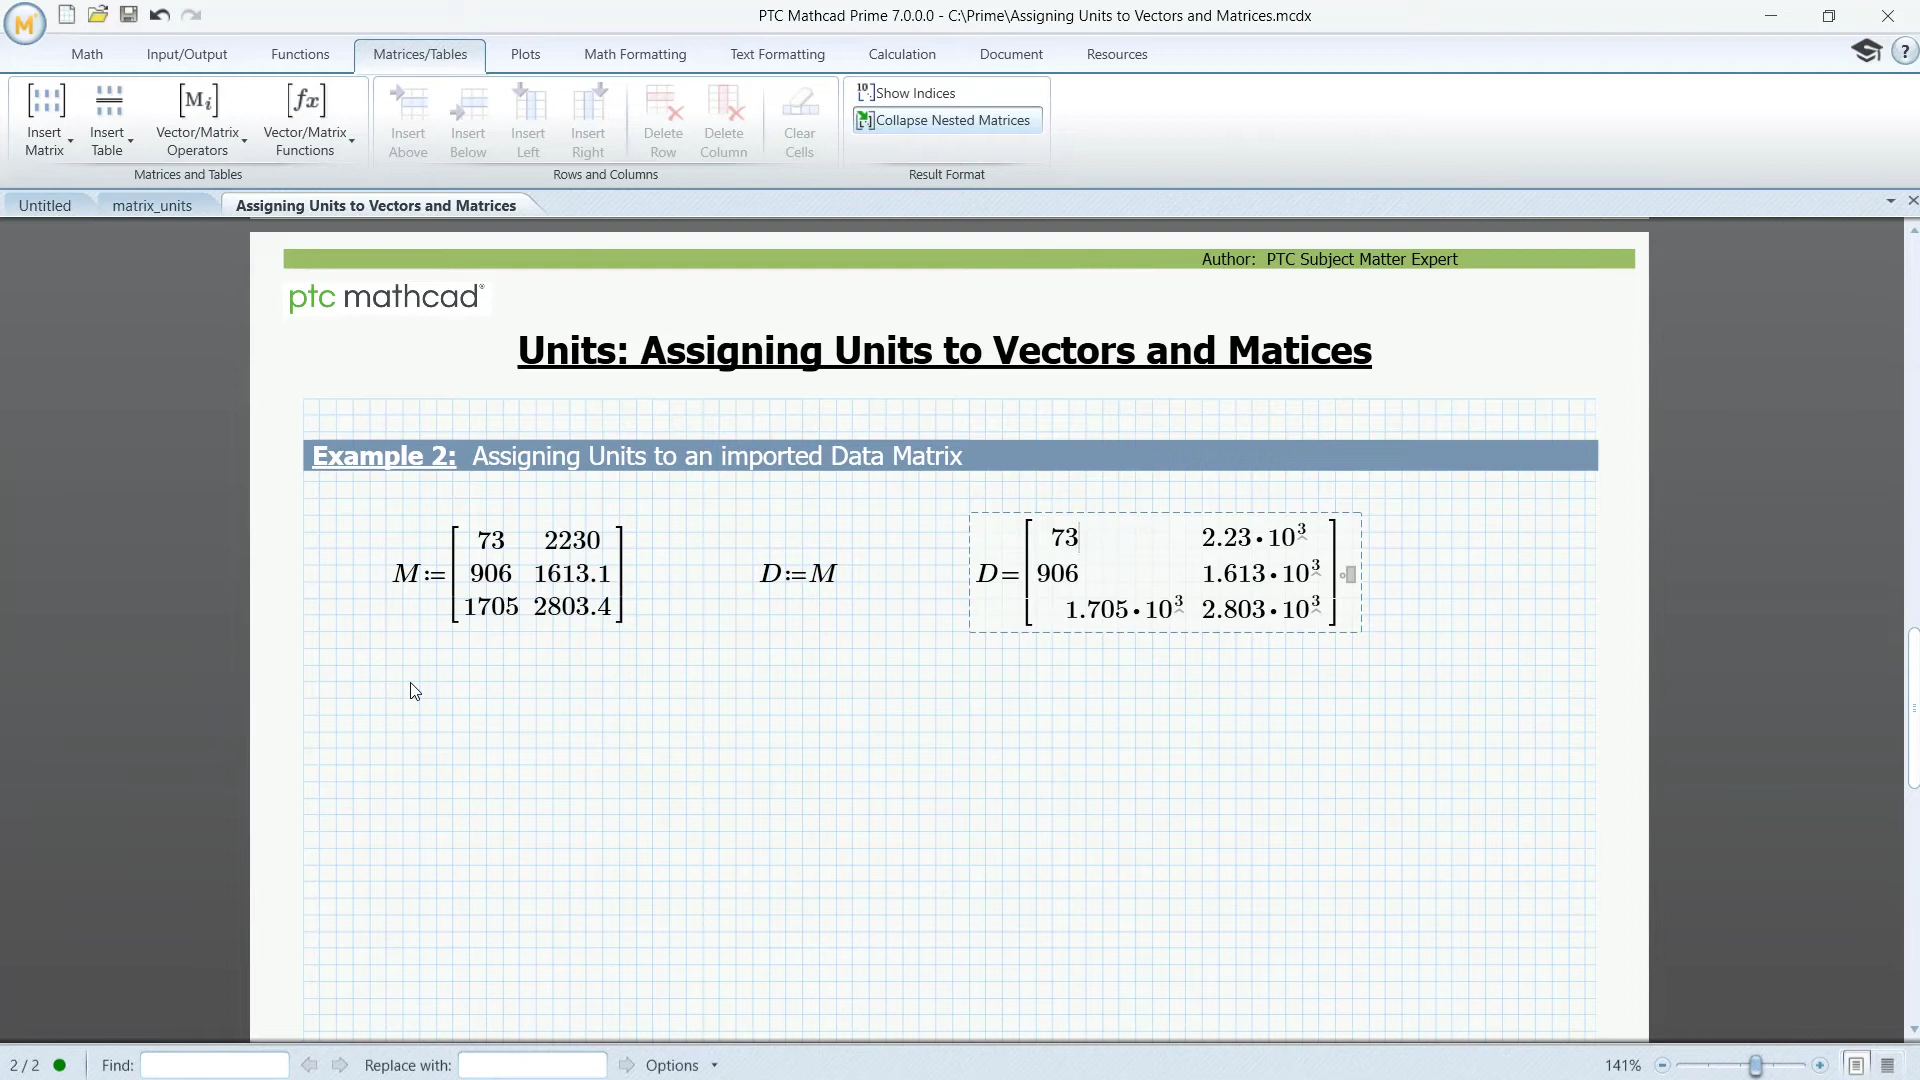 PTC Mathcad Prime 7.0.0.0 - C:\Prime\Assigning Units to Vectors and Matrices.mcdx
Math Input/Output Functions Matrices/Tables Plots Math Formatting Text Formatting Calculation Document Resources
Insert Matrix
Insert Table
Vector/Matrix Operators
Vector/Matrix Functions
Matrices and Tables
Insert Above
Insert Below
Insert Left
Insert Right
Delete Row
Delete Column
Clear Cells
Rows and Columns
Show Indices
Collapse Nested Matrices
Result Format
Untitled matrix_units Assigning Units to Vectors and Matrices
Author: PTC Subject Matter Expert
ptc mathcad®
Units: Assigning Units to Vectors and Matices
Example 2: Assigning Units to an imported Data Matrix
M:=[73 2230
906 1613.1
1705 2803.4]
D:=M
D=[73 2.23•10³
906 1.613•10³
1.705•10³ 2.803•10³]
2 / 2 Find: Replace with: Options 141%